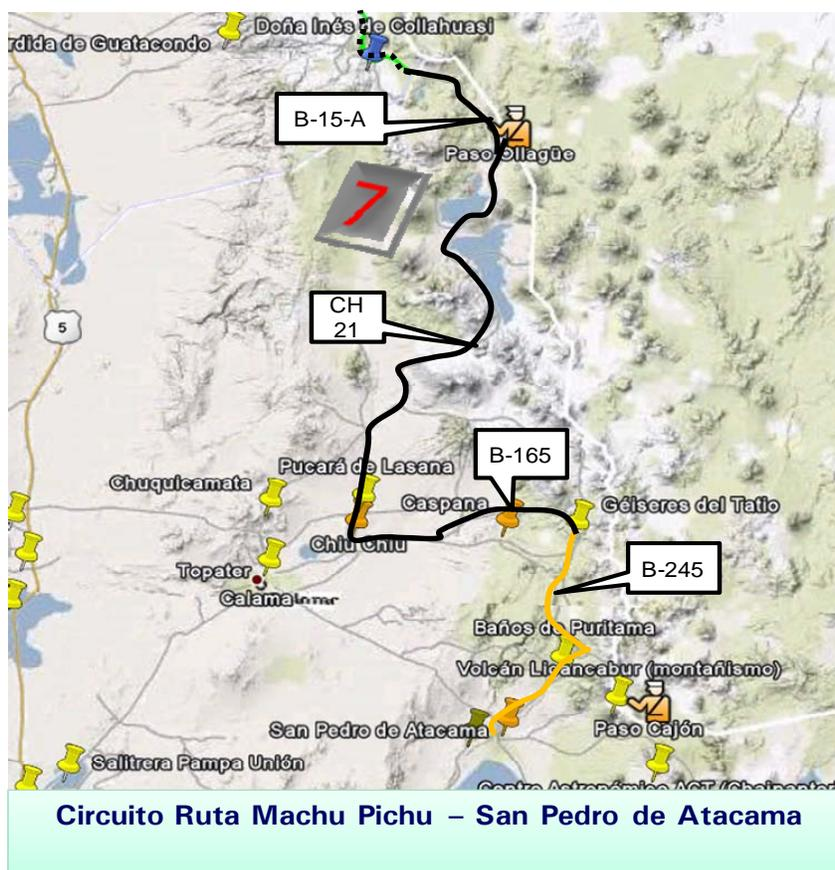 Doña Inés de Collahuasi
rdida de Guatacondo
B-15-A
Paso Ollagüe
7
CH
21
5
B-165
Pucará de Lasana
Chuquicamata
Caspana
Géiseres del Tatio
Chiu Chiu
Topater
B-245
Calama
Baños de Puritama
Volcán Licancabur (montañismo)
San Pedro de Atacama
Paso Cajón
Salitrera Pampa Unión
Circuito Ruta Machu Pichu – San Pedro de Atacama